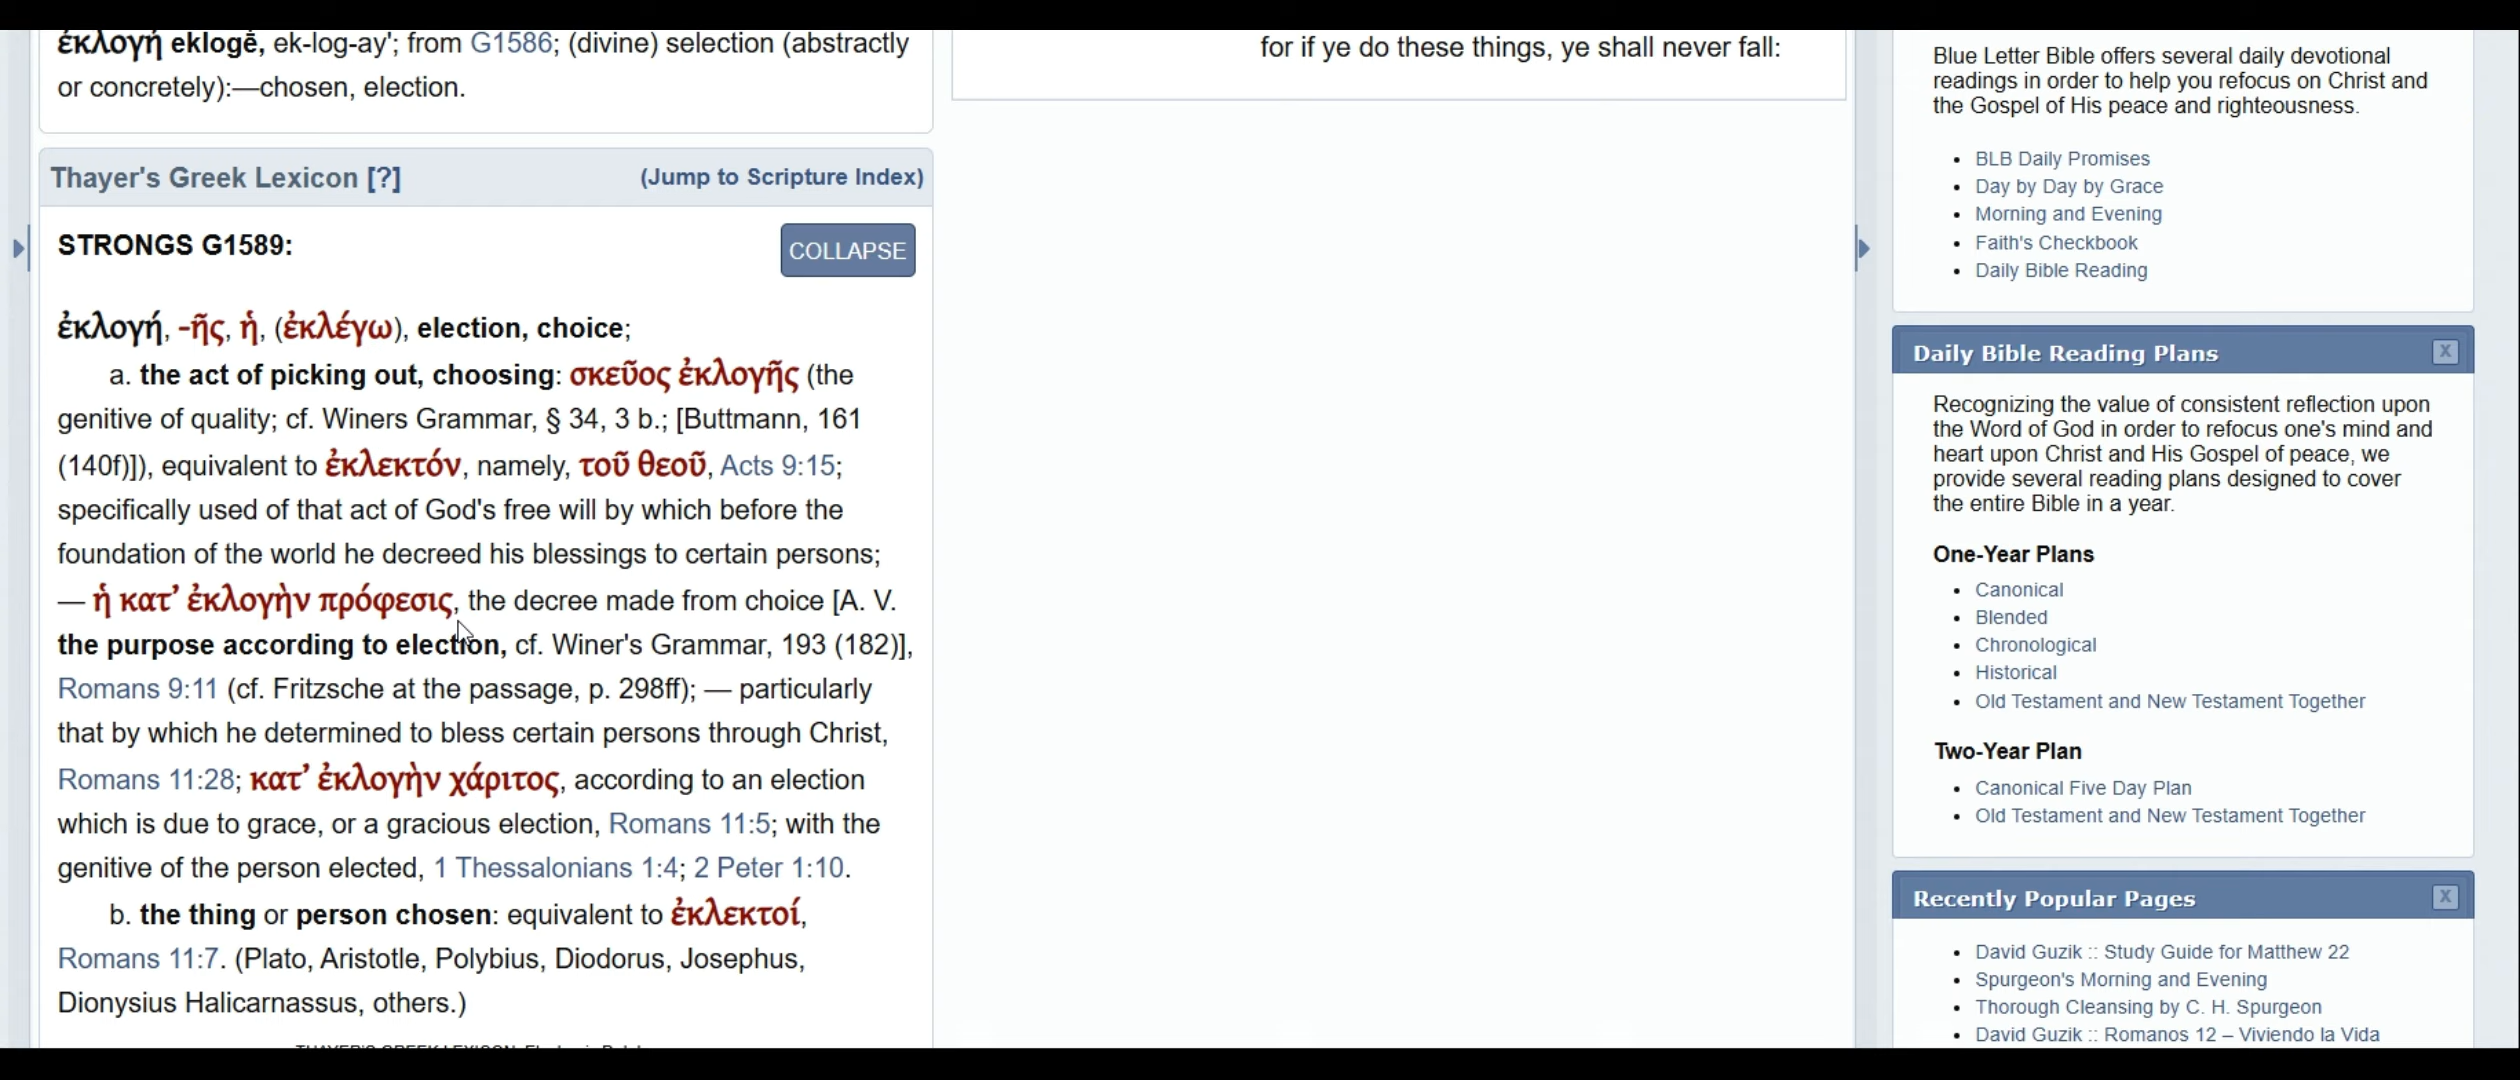 ἐκλογή eklogḗ, ek-log-ay'; from G1586; (divine) selection (abstractly
or concretely):—chosen, election.
Thayer's Greek Lexicon [?]
(Jump to Scripture Index)
STRONGS G1589:
COLLAPSE
ἐκλογή, -ῆς, ἡ, (ἐκλέγω), election, choice;
a. the act of picking out, choosing: σκεῦος ἐκλογῆς (the
genitive of quality; cf. Winers Grammar, § 34, 3 b.; [Buttmann, 161
(140f)]), equivalent to ἐκλεκτόν, namely, τοῦ θεοῦ, Acts 9:15;
specifically used of that act of God's free will by which before the
foundation of the world he decreed his blessings to certain persons;
— ἡ κατ’ ἐκλογὴν πρόφεσις, the decree made from choice [A. V.
the purpose according to election, cf. Winer's Grammar, 193 (182)],
Romans 9:11 (cf. Fritzsche at the passage, p. 298ff); — particularly
that by which he determined to bless certain persons through Christ,
Romans 11:28; κατ’ ἐκλογὴν χάριτος, according to an election
which is due to grace, or a gracious election, Romans 11:5; with the
genitive of the person elected, 1 Thessalonians 1:4; 2 Peter 1:10.
b. the thing or person chosen: equivalent to ἐκλεκτοί,
Romans 11:7. (Plato, Aristotle, Polybius, Diodorus, Josephus,
Dionysius Halicarnassus, others.)
for if ye do these things, ye shall never fall:
Blue Letter Bible offers several daily devotional
readings in order to help you refocus on Christ and
the Gospel of His peace and righteousness.
• BLB Daily Promises
• Day by Day by Grace
• Morning and Evening
• Faith's Checkbook
• Daily Bible Reading
Daily Bible Reading Plans
X
Recognizing the value of consistent reflection upon
the Word of God in order to refocus one's mind and
heart upon Christ and His Gospel of peace, we
provide several reading plans designed to cover
the entire Bible in a year.
One-Year Plans
• Canonical
• Blended
• Chronological
• Historical
• Old Testament and New Testament Together
Two-Year Plan
• Canonical Five Day Plan
• Old Testament and New Testament Together
Recently Popular Pages
X
• David Guzik :: Study Guide for Matthew 22
• Spurgeon's Morning and Evening
• Thorough Cleansing by C. H. Spurgeon
• David Guzik :: Romanos 12 – Viviendo la Vida